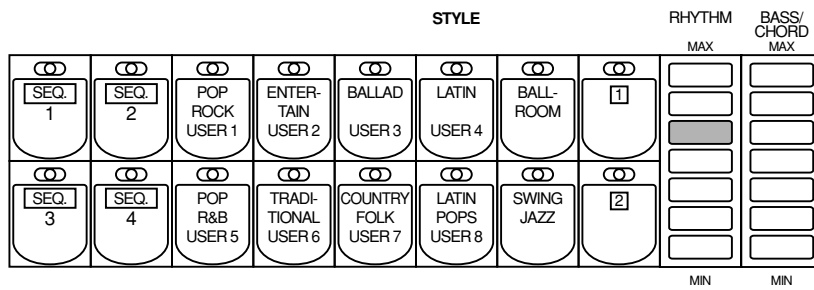 STYLE
RHYTHM
MAX
BASS/
CHORD
MAX
SEQ.
1
SEQ.
2
POP
ROCK
USER 1
ENTER-
TAIN
USER 2
BALLAD
USER 3
LATIN
USER 4
BALL-
ROOM
1
SEQ.
3
SEQ.
4
POP
R&B
USER 5
TRADI-
TIONAL
USER 6
COUNTRY
FOLK
USER 7
LATIN
POPS
USER 8
SWING
JAZZ
2
MIN
MIN